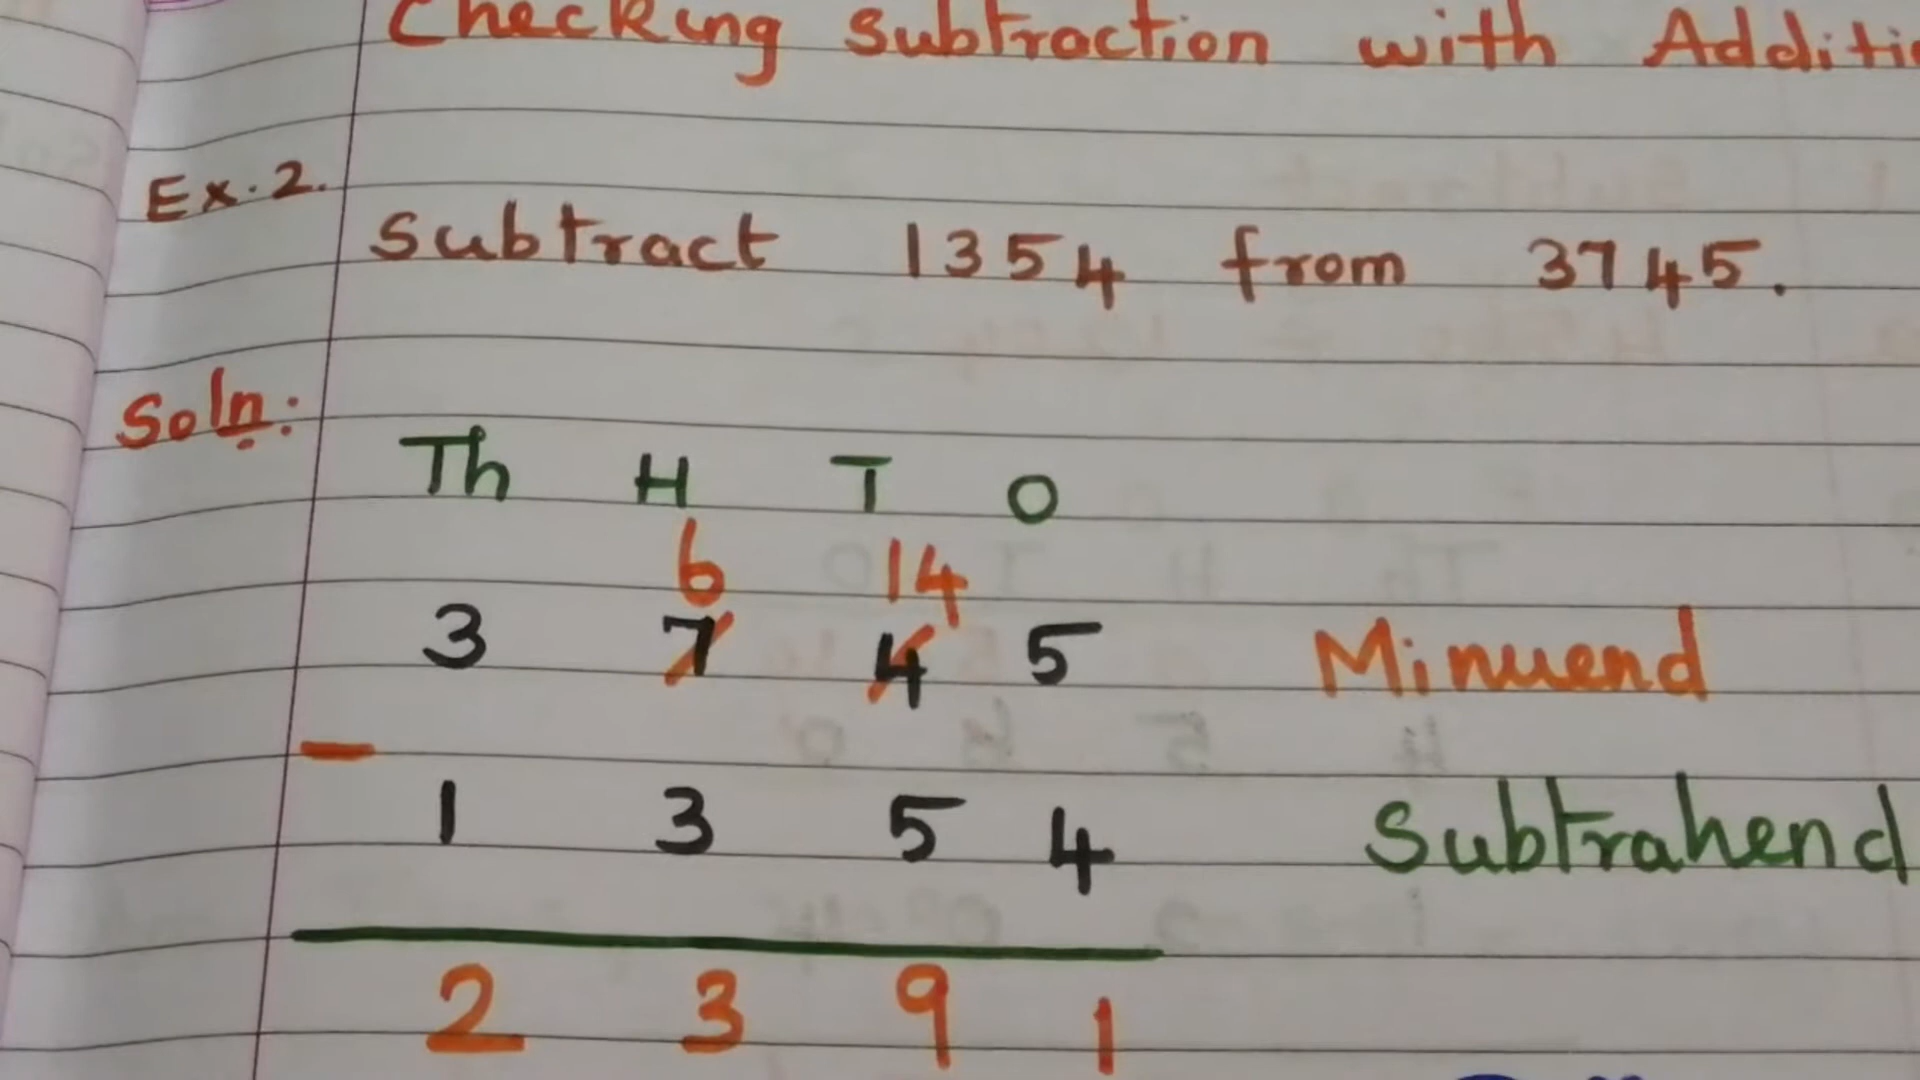 Checking Subtraction with
Ex. 2.
Subtract 1354 from 3745.
Soln:
Th H T O
6 14
3 7 4 5 Minuend
-
1 3 5 4 Subtrahend
2 3 9 1